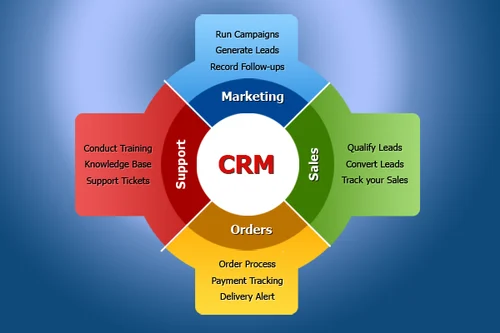 Run Campaigns
Generate Leads
Record Follow-ups
Marketing
Conduct Training
Knowledge Base
Support Tickets
Support
CRM
Sales
Qualify Leads
Convert Leads
Track your Sales
Orders
Order Process
Payment Tracking
Delivery Alert